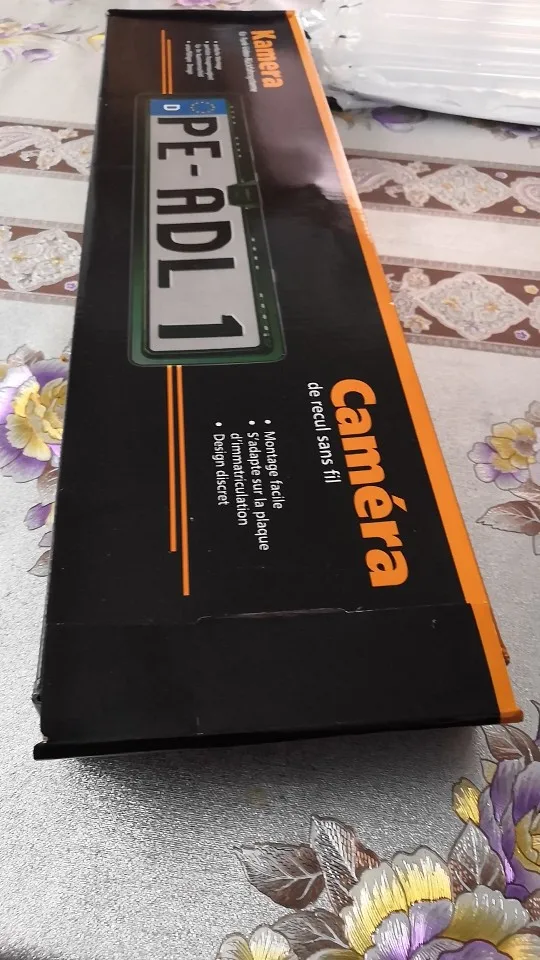 Kamera
D
PE-ADL 1
Caméra
de recul sans fil
• Montage facile
• S'adapte sur la plaque
d'immatriculation
• Design discret